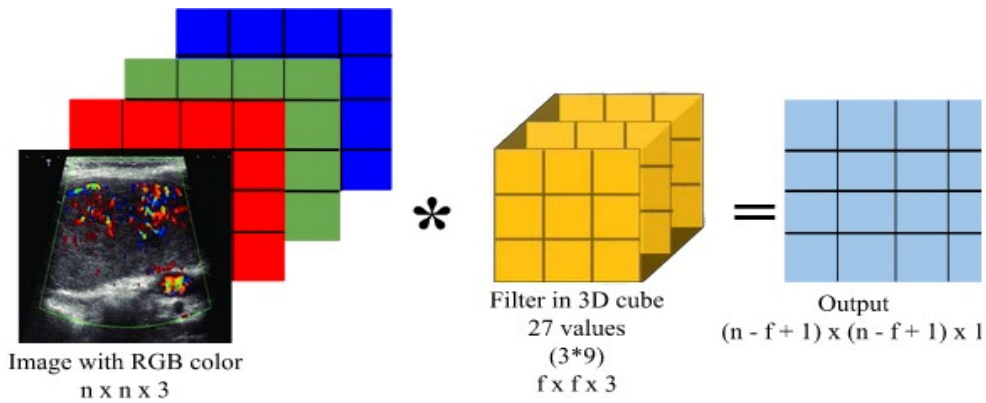 Image with RGB color
n x n x 3
*
Filter in 3D cube
27 values
(3*9)
f x f x 3
=
Output
(n - f + 1) x (n - f + 1) x 1